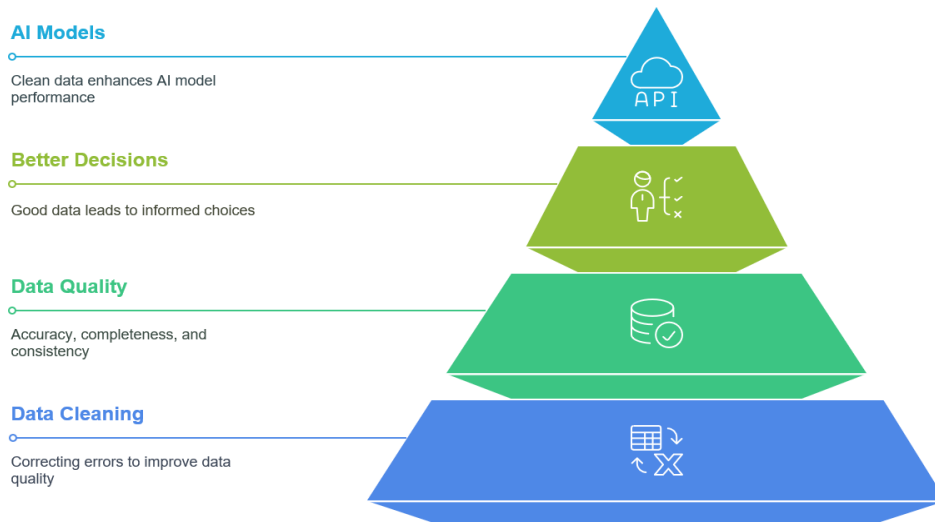 AI Models
Clean data enhances AI model
performance
API
Better Decisions
Good data leads to informed choices
Data Quality
Accuracy, completeness, and
consistency
Data Cleaning
Correcting errors to improve data
quality